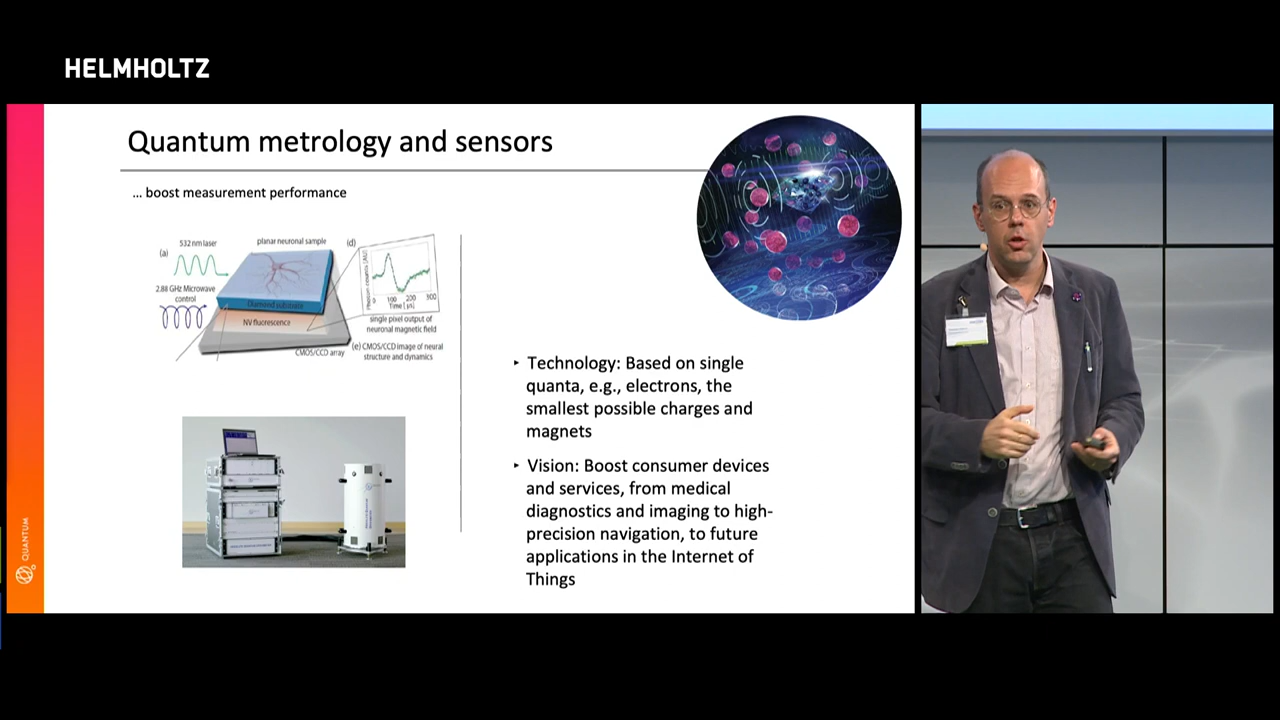 HELMHOLTZ
Quantum metrology and sensors
... boost measurement performance
(a)
532 nm laser
2.88 GHz Microwave
control
planar neuronal sample
Diamond substrate
NV fluorescence
CMOS/CCD array
(d)
0
100
200
300
Time [µs]
single pixel output of
neuronal magnetic field
(e) CMOS/CCD image of neural
structure and dynamics
‣ Technology: Based on single
quanta, e.g., electrons, the
smallest possible charges and
magnets
‣ Vision: Boost consumer devices
and services, from medical
diagnostics and imaging to high-
precision navigation, to future
applications in the Internet of
Things
QUANTUM